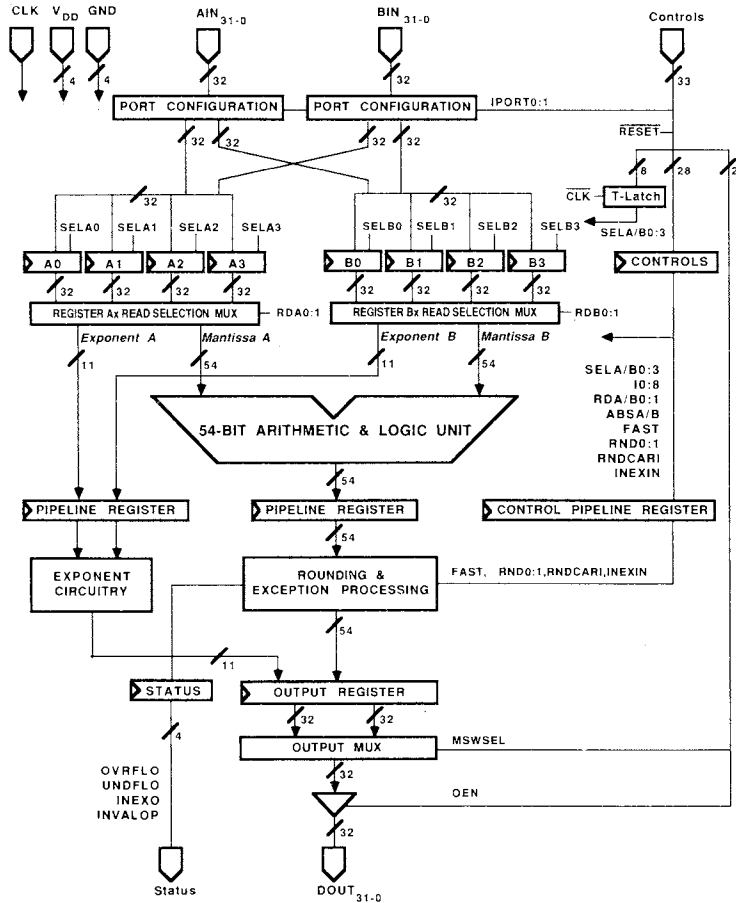 CLK V_DD GND AIN_31-0 BIN_31-0 Controls
4 4 32 32 33
PORT CONFIGURATION PORT CONFIGURATION IPORT0:1
32 32 32 32
RESET
8 28 2
32 32
CLK T-Latch
SELA0 SELA1 SELA2 SELA3 SELB0 SELB1 SELB2 SELB3
SELA/B0:3
A0 A1 A2 A3 B0 B1 B2 B3 CONTROLS
32 32 32 32 32 32 32 32
REGISTER Ax READ SELECTION MUX RDA0:1 REGISTER Bx READ SELECTION MUX RDB0:1
Exponent A Mantissa A Exponent B Mantissa B
11 54 11 54
SELA/B0:3
I0:8
RDA/B0:1
ABSA/B
FAST
RND0:1
RNDCARI
INEXIN
54-BIT ARITHMETIC & LOGIC UNIT
54
PIPELINE REGISTER PIPELINE REGISTER CONTROL PIPELINE REGISTER
54
EXPONENT
CIRCUITRY
ROUNDING &
EXCEPTION PROCESSING
FAST, RND0:1,RNDCARI,INEXIN
54
11
STATUS OUTPUT REGISTER
32 32
4
OUTPUT MUX MSWSEL
32
OVRFLO
UNDFLO
INEXO
INVALOP
OEN
32
Status DOUT_31-0